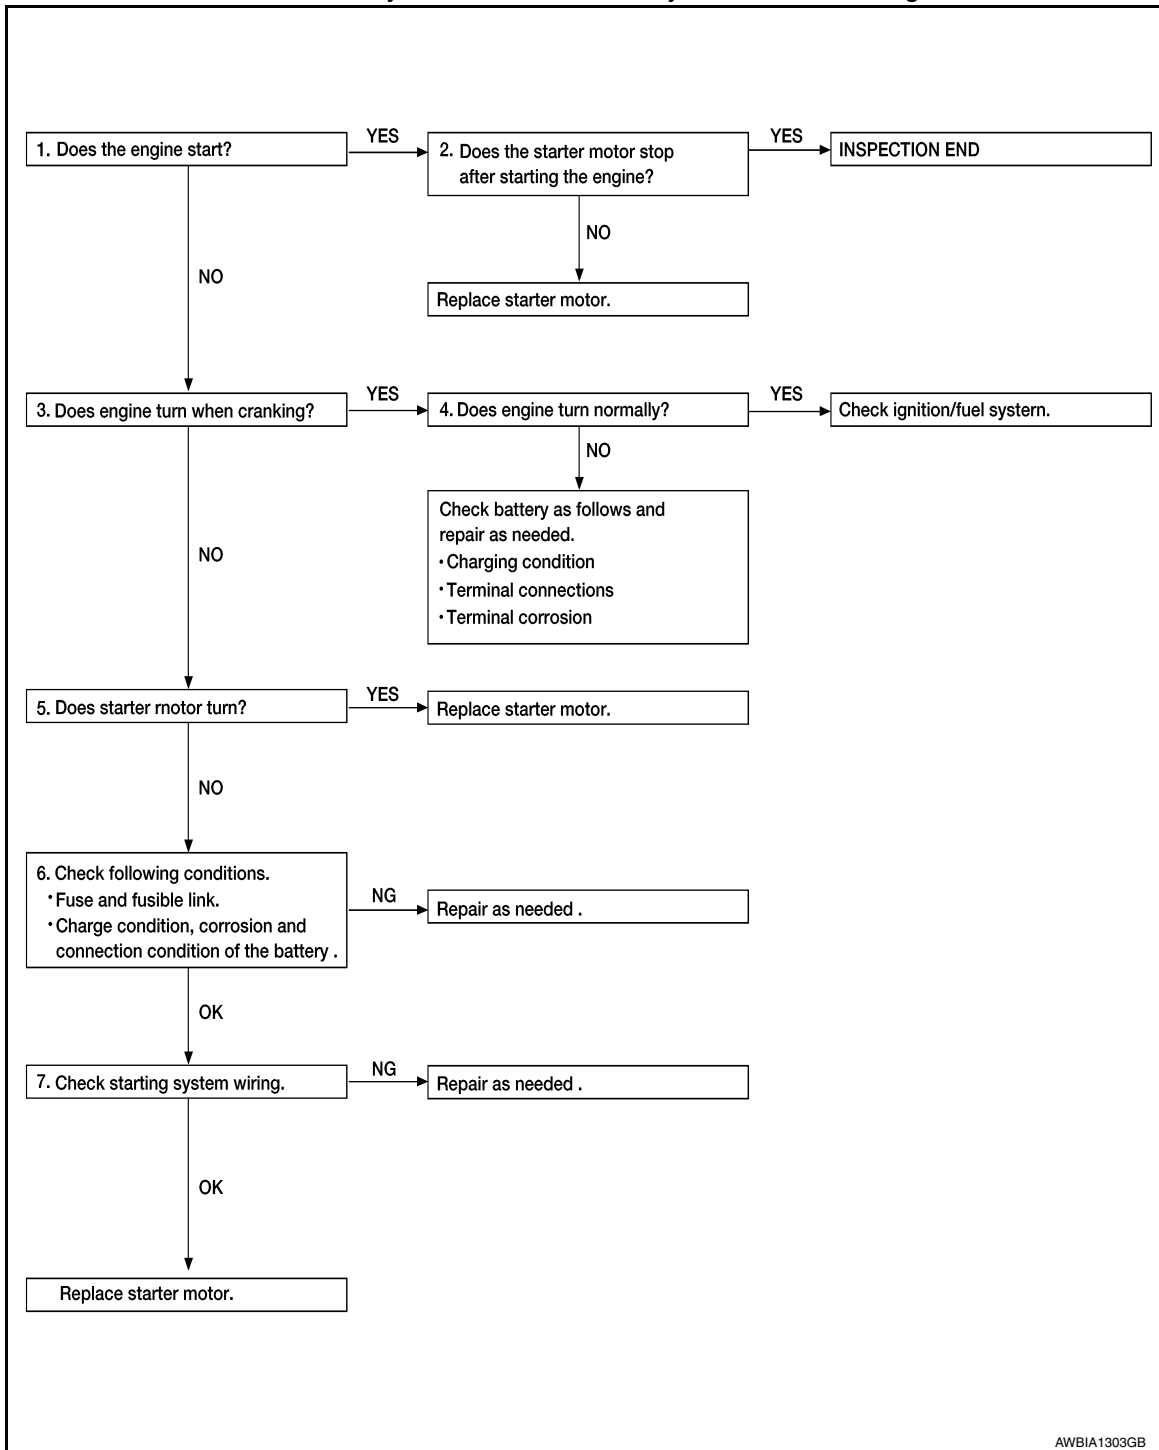 1. Does the engine start?
YES
2. Does the starter motor stop
after starting the engine?
YES
INSPECTION END
NO
Replace starter motor.
NO
3. Does engine turn when cranking?
YES
4. Does engine turn normally?
YES
Check ignition/fuel systern.
NO
Check battery as follows and
repair as needed.
• Charging condition
• Terminal connections
• Terminal corrosion
NO
5. Does starter rnotor turn?
YES
Replace starter motor.
NO
6. Check following conditions.
• Fuse and fusible link.
• Charge condition, corrosion and
connection condition of the battery .
NG
Repair as needed .
OK
7. Check starting system wiring.
NG
Repair as needed .
OK
Replace starter motor.
AWBIA1303GB